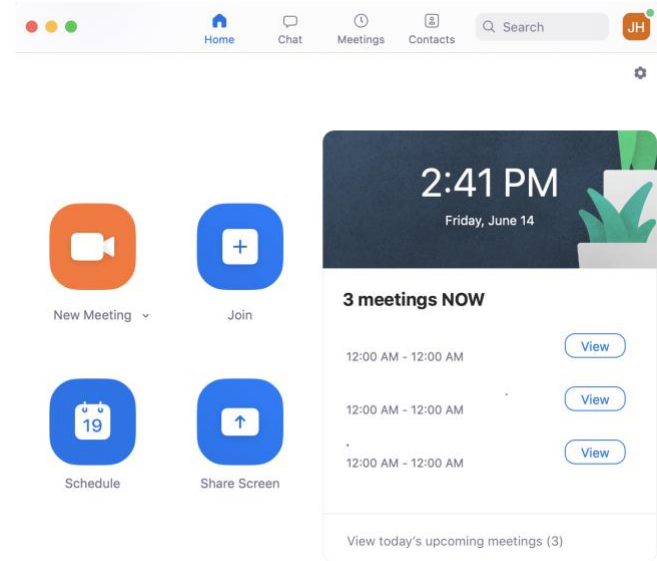 Home
Chat
Meetings
Contacts
Search
JH
2:41 PM
Friday, June 14
New Meeting
Join
3 meetings NOW
12:00 AM - 12:00 AM
View
12:00 AM - 12:00 AM
View
12:00 AM - 12:00 AM
View
19
Schedule
Share Screen
View today's upcoming meetings (3)